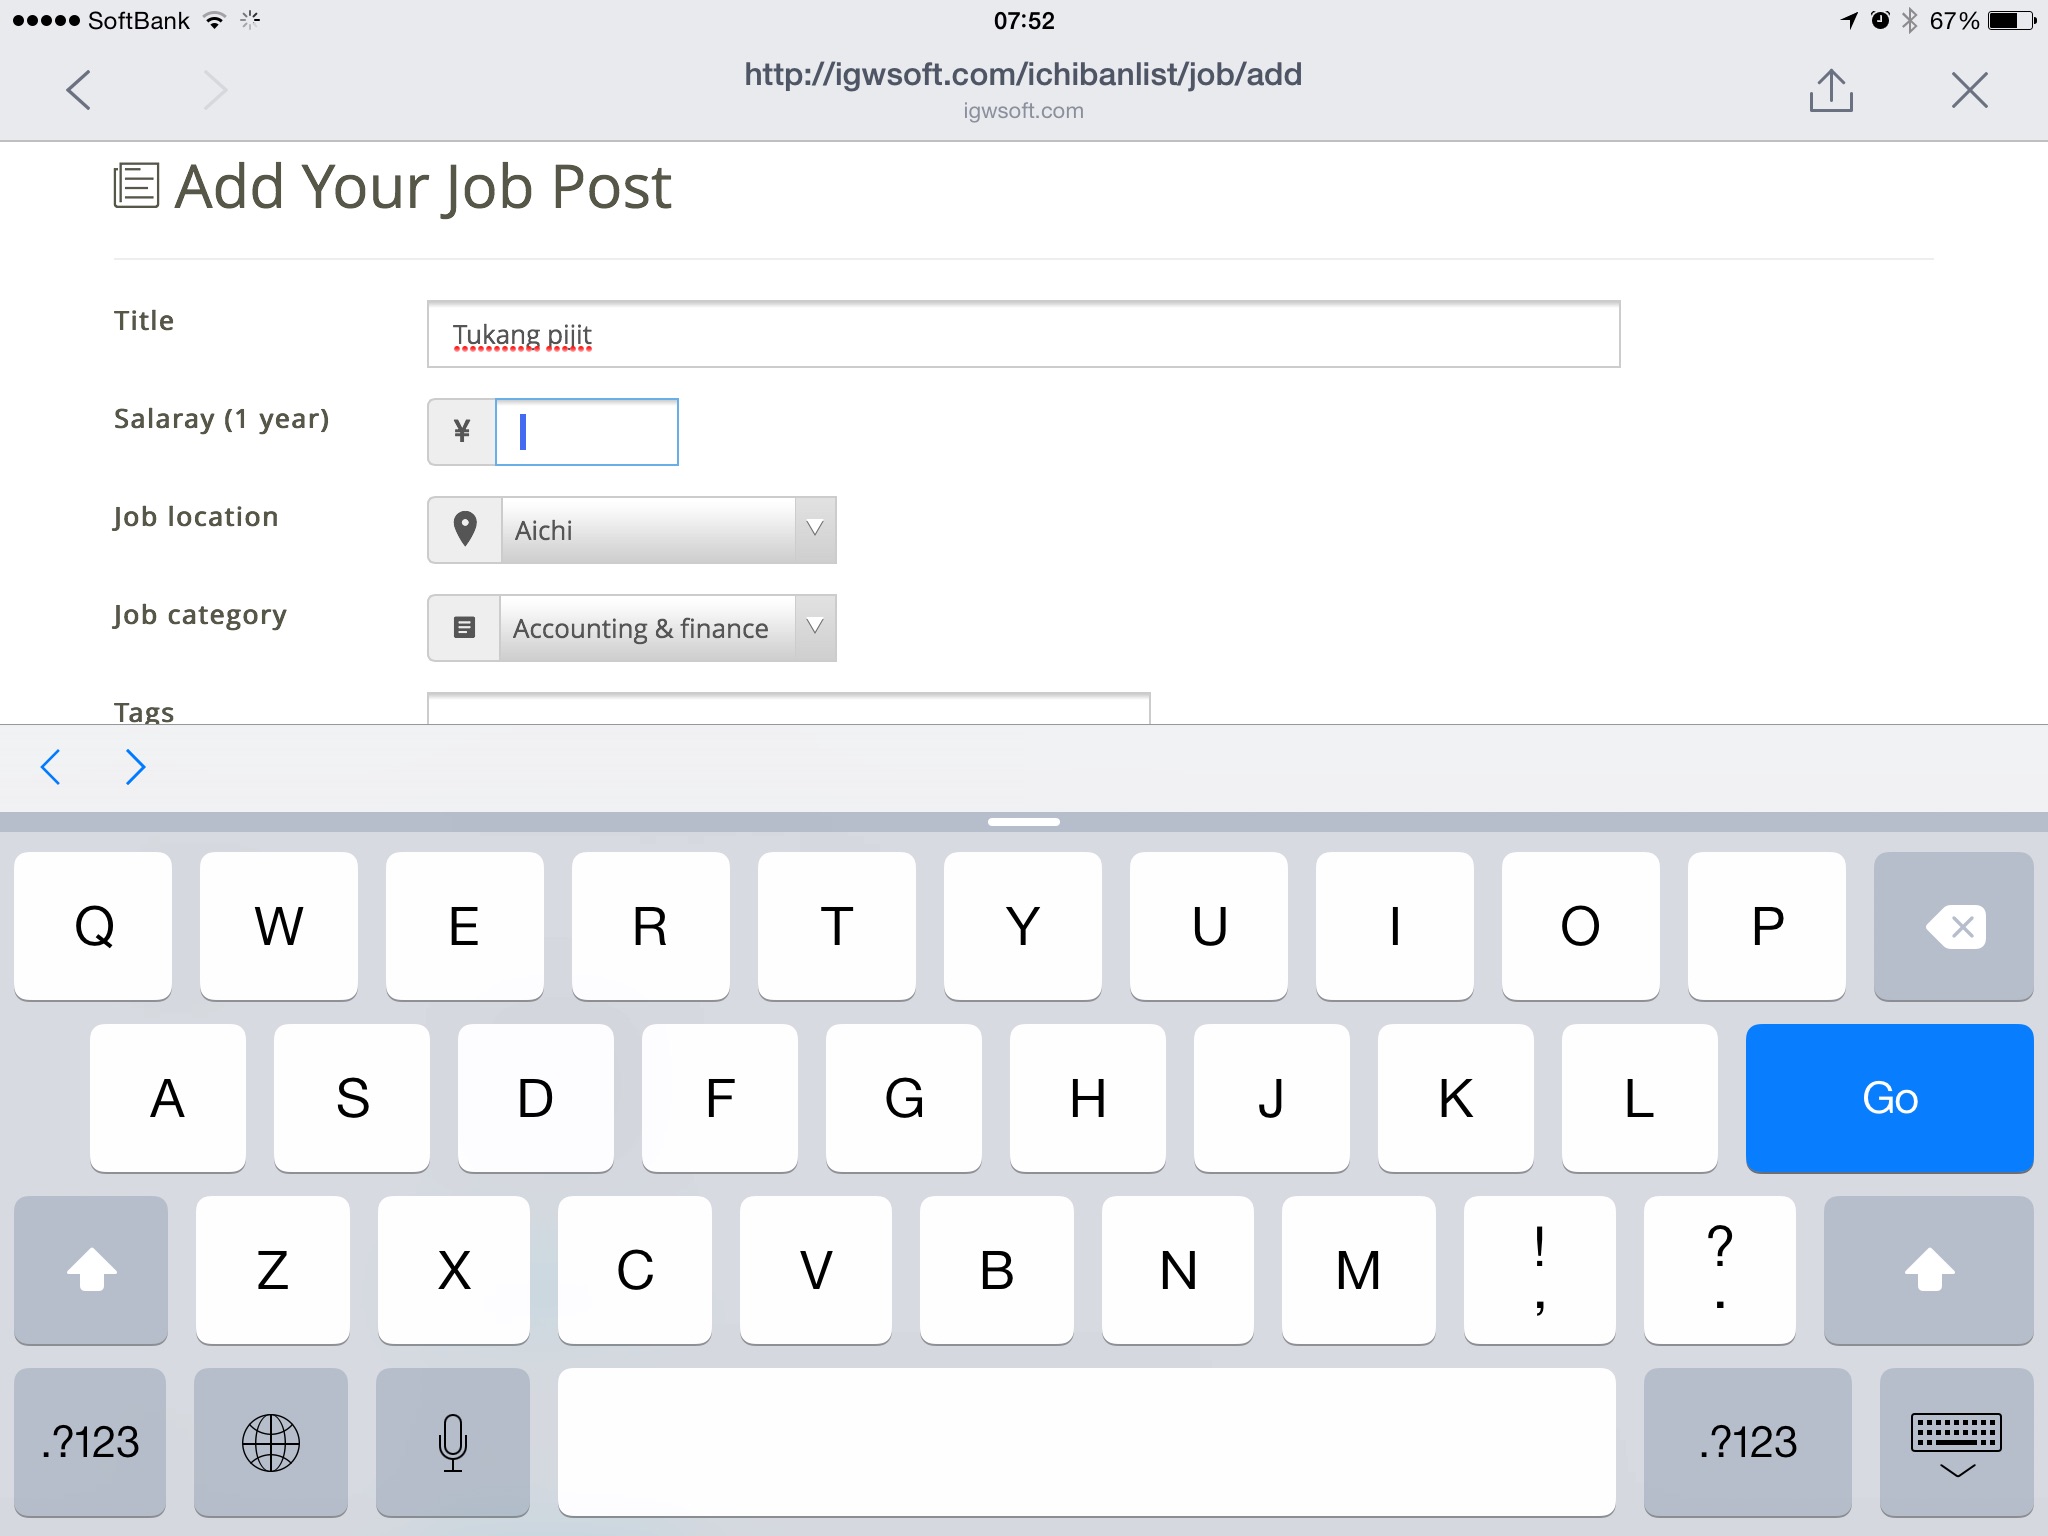 SoftBank 07:52 67%
http://igwsoft.com/ichibanlist/job/add
igwsoft.com
Add Your Job Post
Title Tukang pijit
Salaray (1 year) ¥
Job location Aichi
Job category Accounting & finance
Tags
Q W E R T Y U I O P
A S D F G H J K L Go
Z X C V B N M ! , ? .
.?123 .?123